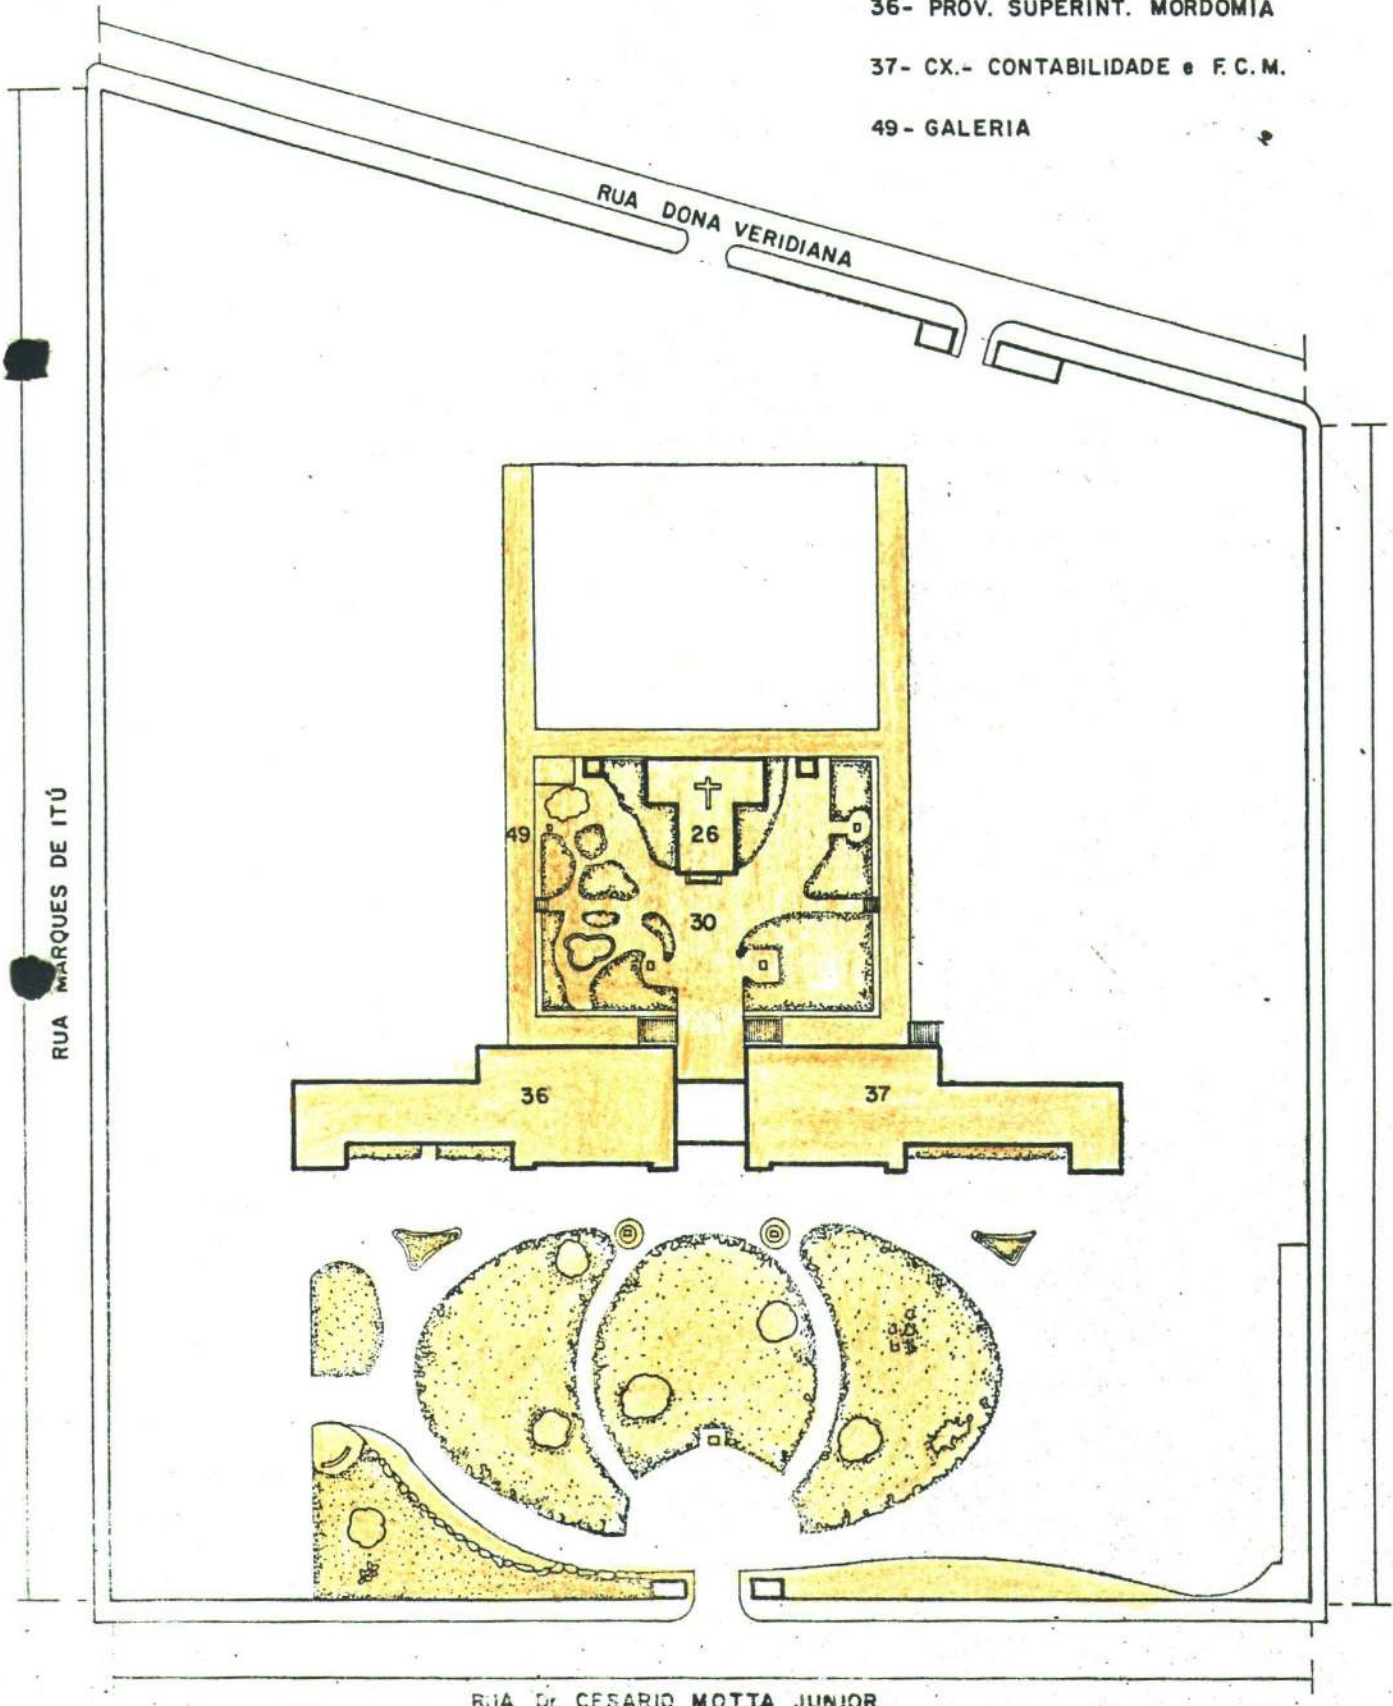 36- PROV. SUPERINT. MORDOMIA
37- CX.- CONTABILIDADE e F.C.M.
49- GALERIA
RUA DONA VERIDIANA
RUA MARQUES DE ITÚ
49
26
30
36
37
RUA Dr CESARIO MOTTA JUNIOR